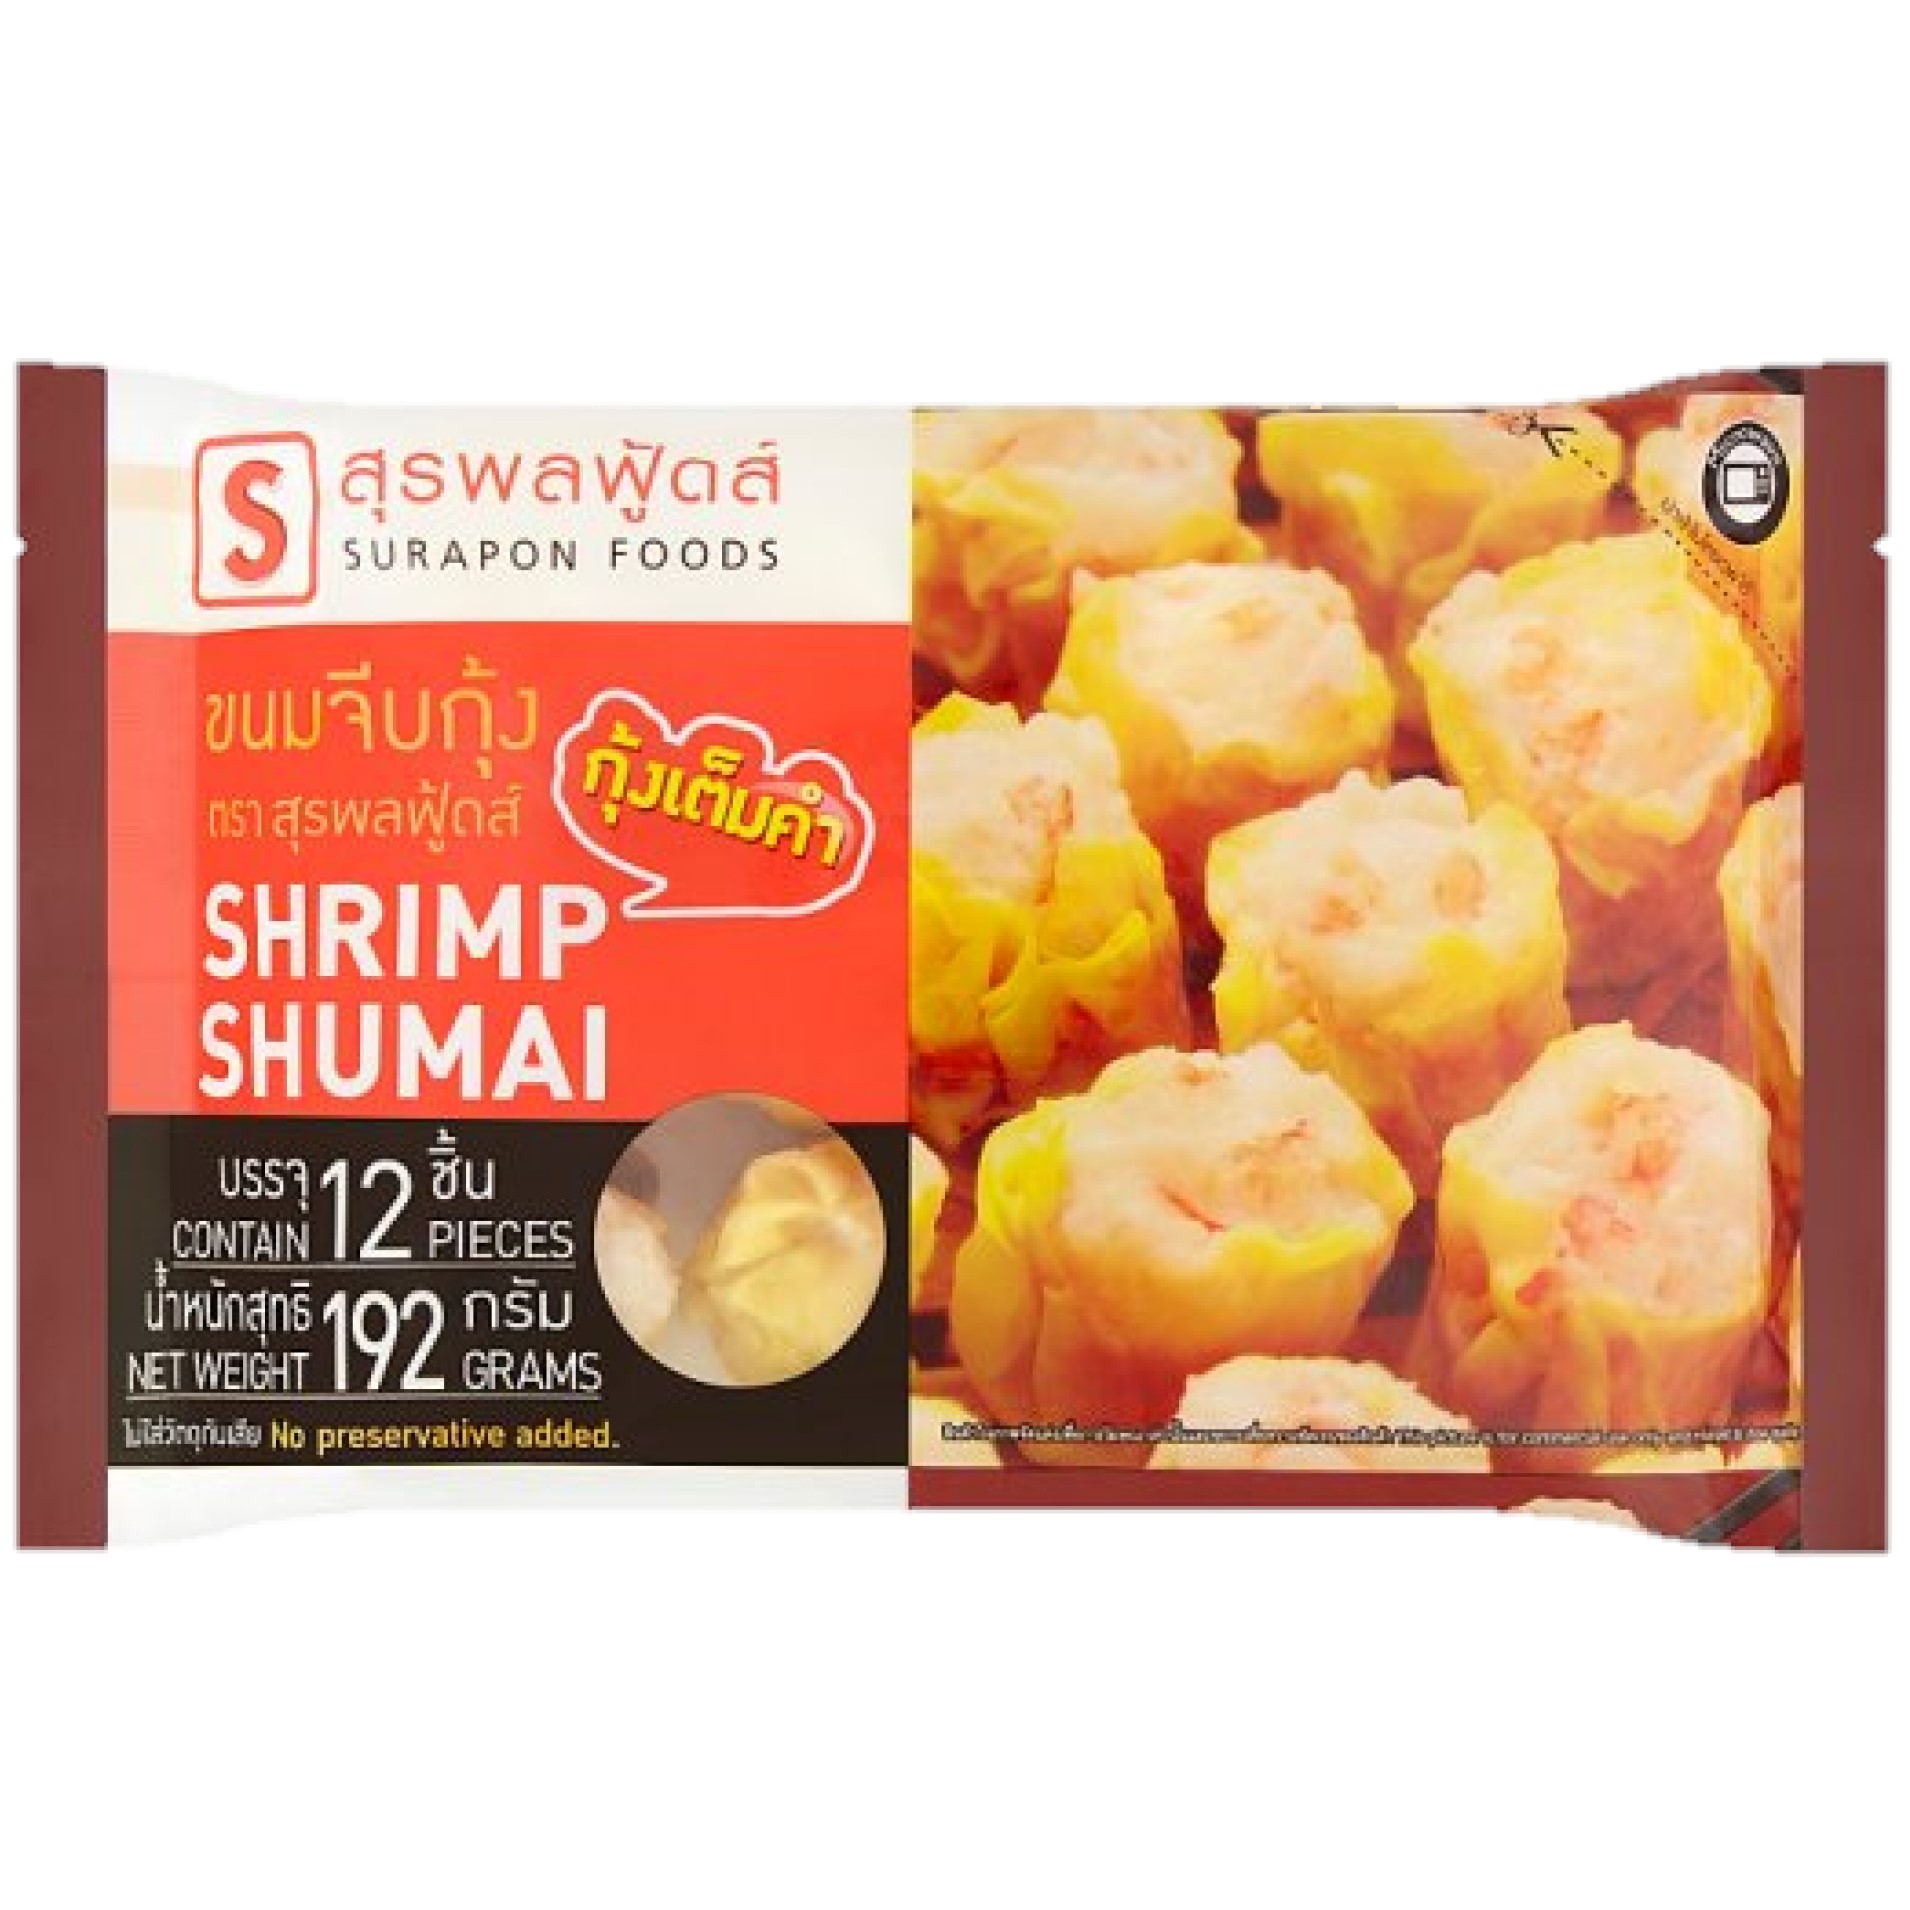 S
สุรพลฟู้ดส์
SURAPON FOODS
ขนมจีบกุ้ง
ตรา สุรพลฟู้ดส์
กุ้งเต็มคำ
SHRIMP
SHUMAI
บรรจุ 12 ชิ้น
CONTAIN PIECES
น้ำหนักสุทธิ 192 กรัม
NET WEIGHT GRAMS
ไม่ใส่วัตถุกันเสีย No preservative added.